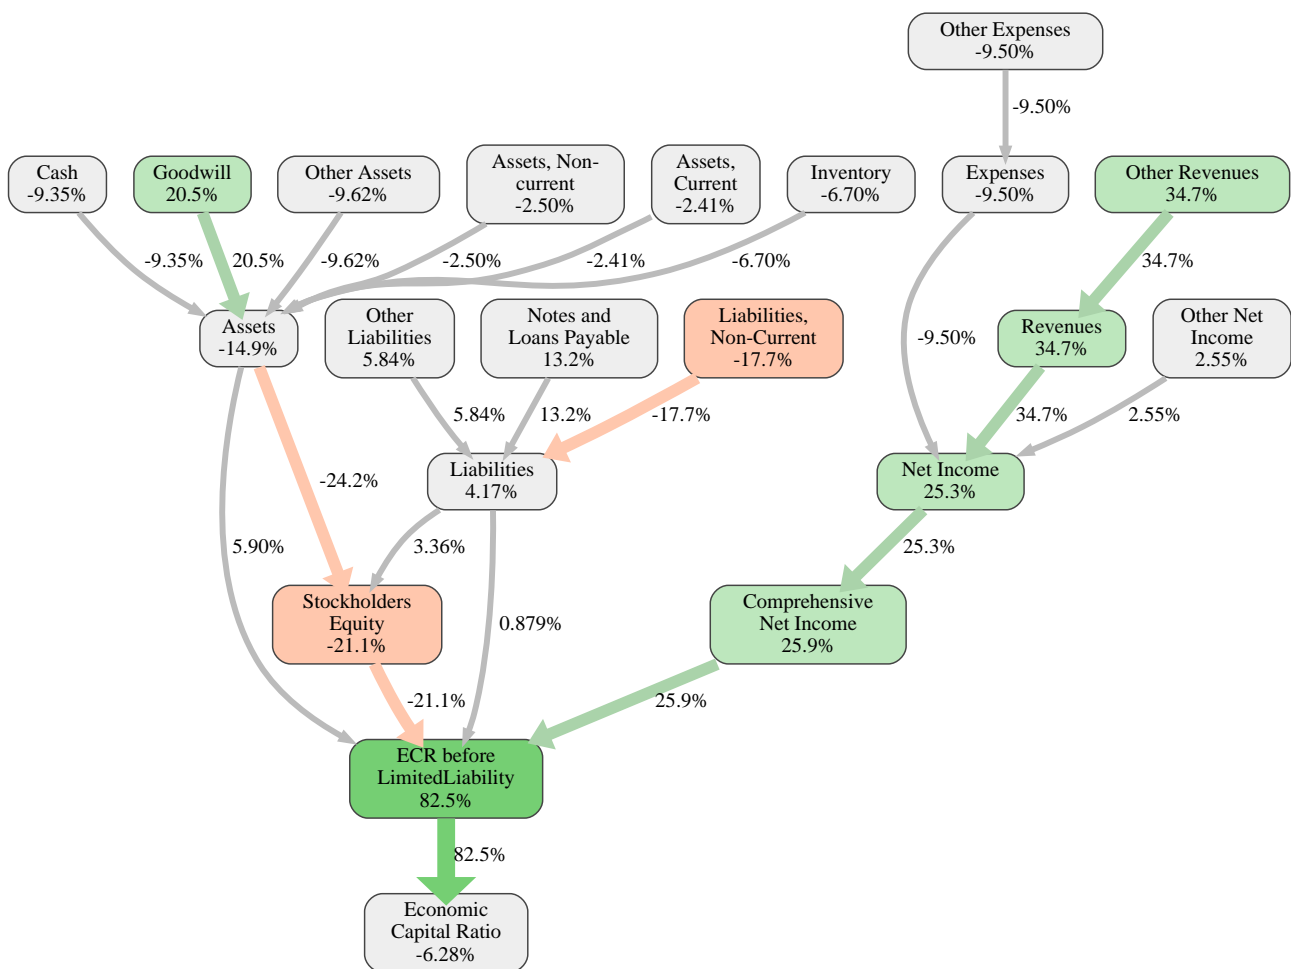 Other Expenses
-9.50%
-9.50%
Cash
-9.35%
Goodwill
20.5%
Other Assets
-9.62%
Assets, Non-
current
-2.50%
Assets,
Current
-2.41%
Inventory
-6.70%
Expenses
-9.50%
Other Revenues
34.7%
-9.35%
20.5%
-9.62%
-2.50%
-2.41%
-6.70%
34.7%
Assets
-14.9%
Other
Liabilities
5.84%
Notes and
Loans Payable
13.2%
Liabilities,
Non-Current
-17.7%
-9.50%
Revenues
34.7%
Other Net
Income
2.55%
5.84%
13.2%
-17.7%
34.7%
2.55%
-24.2%
Liabilities
4.17%
Net Income
25.3%
5.90%
3.36%
25.3%
Stockholders
Equity
-21.1%
0.879%
Comprehensive
Net Income
25.9%
-21.1%
25.9%
ECR before
LimitedLiability
82.5%
82.5%
Economic
Capital Ratio
-6.28%